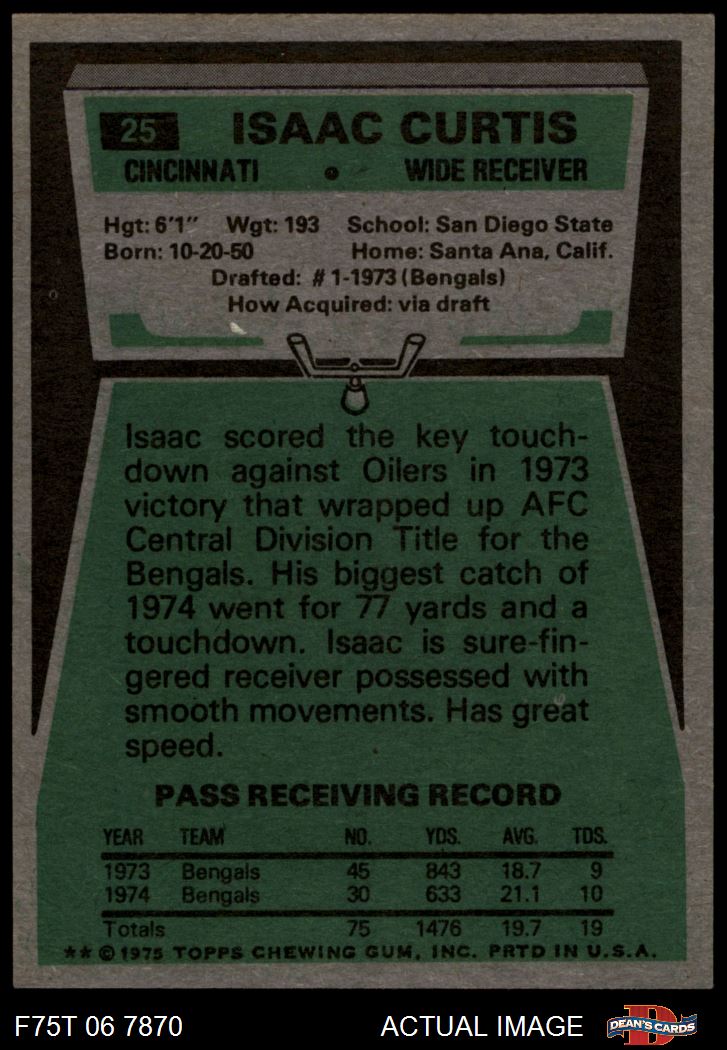 25 ISAAC CURTIS
CINCINNATI • WIDE RECEIVER
Hgt: 6'1" Wgt: 193 School: San Diego State
Born: 10-20-50 Home: Santa Ana, Calif.
Drafted: #1-1973 (Bengals)
How Acquired: via draft
Isaac scored the key touch-
down against Oilers in 1973
victory that wrapped up AFC
Central Division Title for the
Bengals. His biggest catch of
1974 went for 77 yards and a
touchdown. Isaac is sure-fin-
gered receiver possessed with
smooth movements. Has great
speed.
PASS RECEIVING RECORD
YEAR TEAM NO. YDS. AVG. TDS.
1973 Bengals 45 843 18.7 9
1974 Bengals 30 633 21.1 10
Totals 75 1476 19.7 19
** © 1975 TOPPS CHEWING GUM, INC. PRTD IN U.S.A.
F75T 06 7870 ACTUAL IMAGE D DEAN'S CARDS